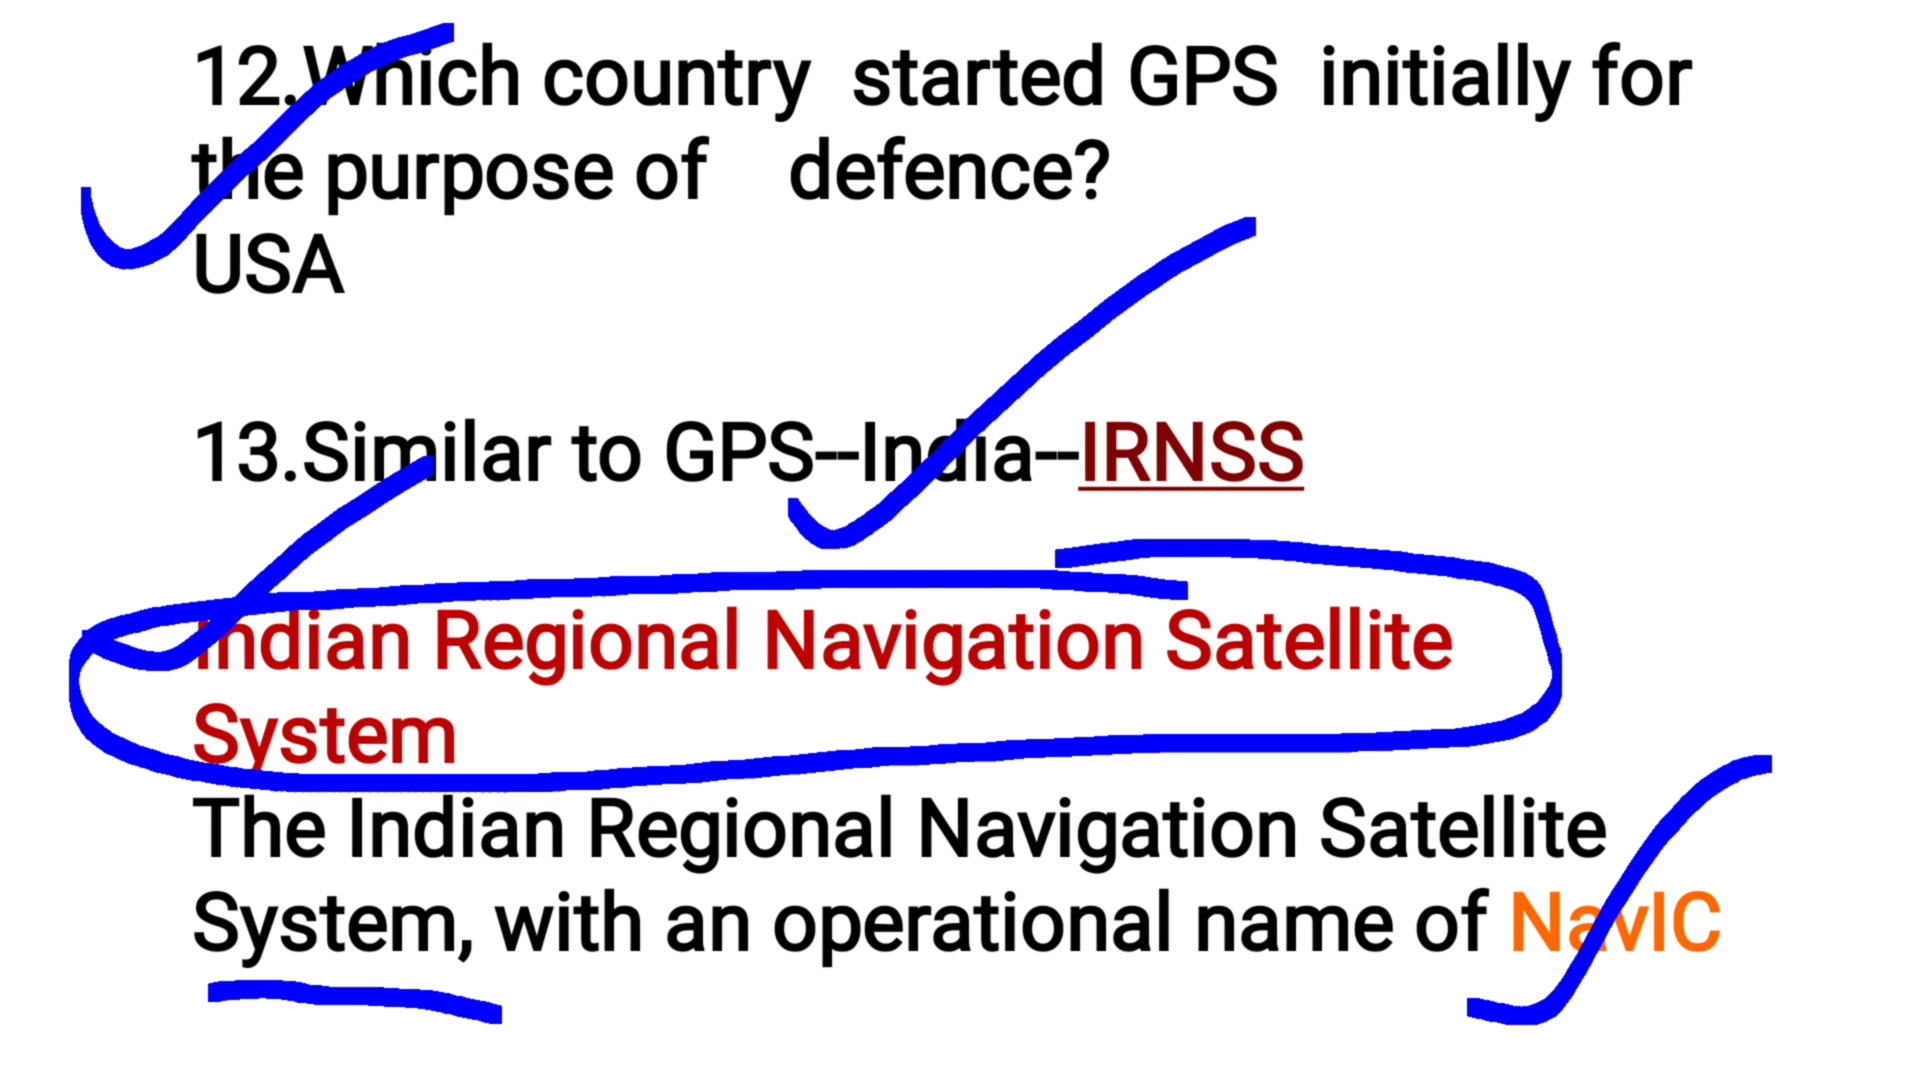 12.Which country started GPS initially for
the purpose of defence?
USA
13.Similar to GPS--India--IRNSS
Indian Regional Navigation Satellite
System
The Indian Regional Navigation Satellite
System, with an operational name of NavIC